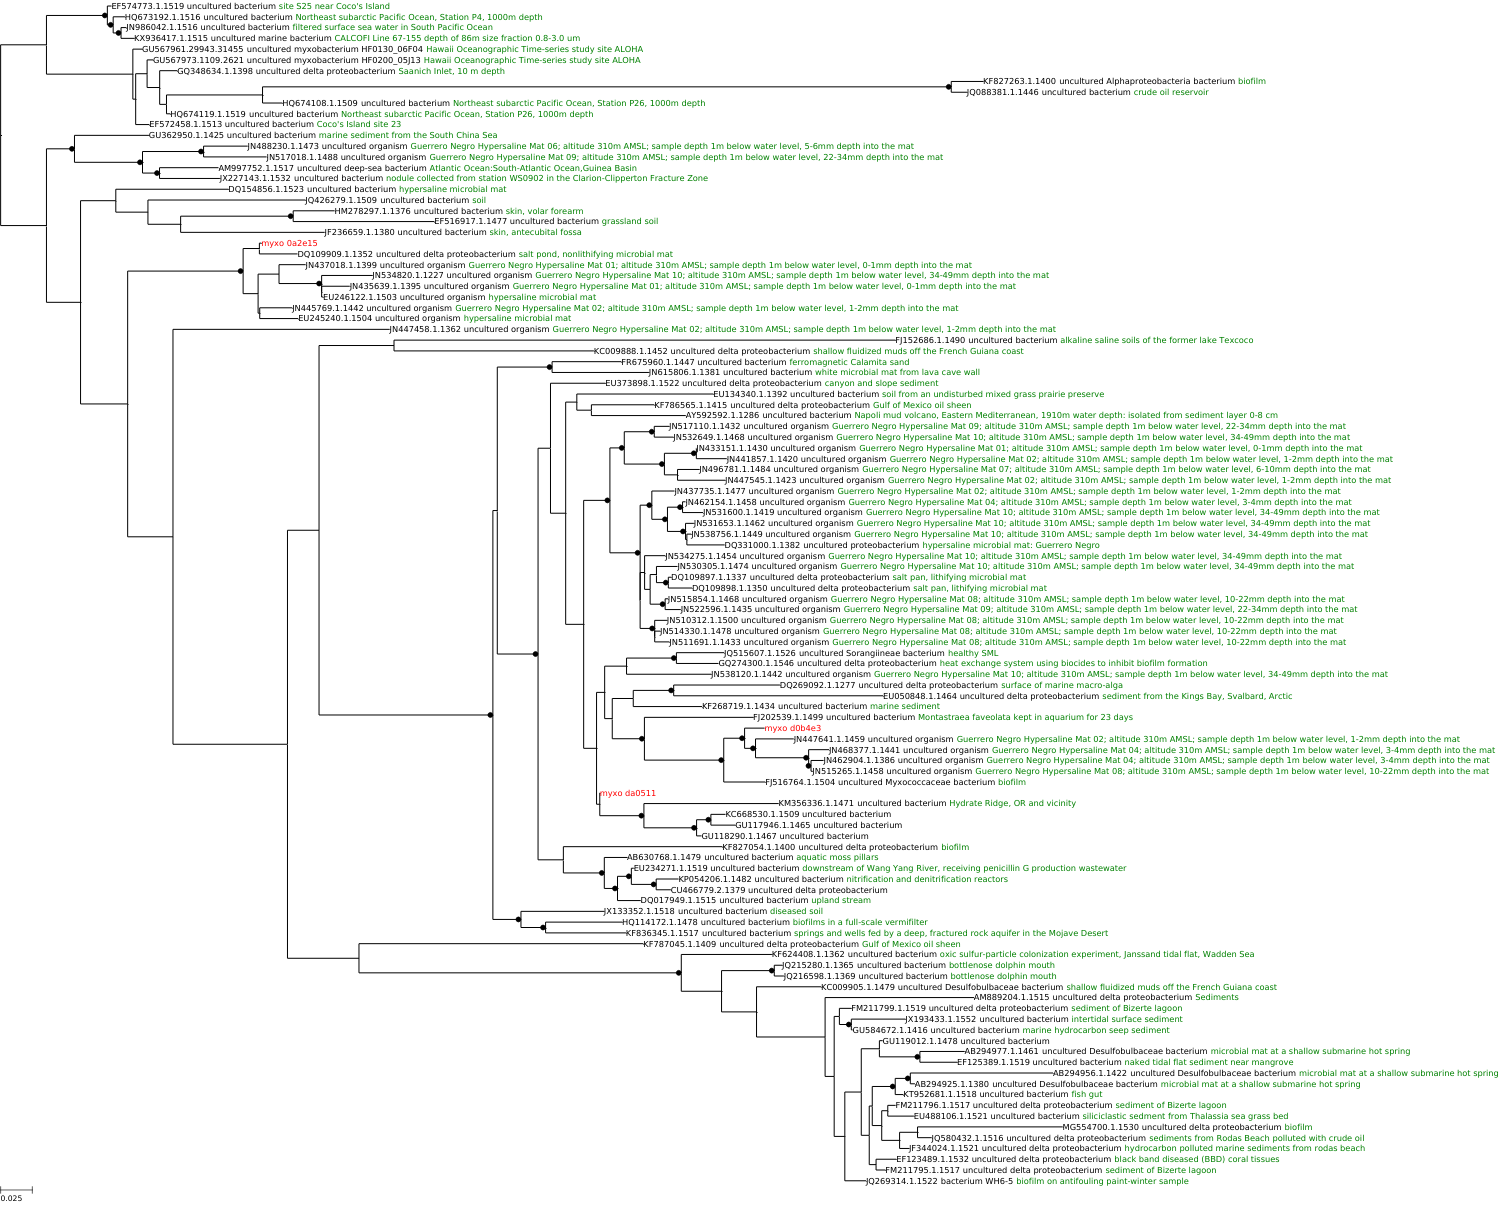 EF574773.1.1519 uncultured bacterium site S25 near Coco's Island
HQ673192.1.1516 uncultured bacterium Northeast subarctic Pacific Ocean, Station P4, 1000m depth
JN986042.1.1516 uncultured bacterium filtered surface sea water in South Pacific Ocean
KX936417.1.1515 uncultured marine bacterium CALCOFI Line 67-155 depth of 86m size fraction 0.8-3.0 um
GU567961.29943.31455 uncultured myxobacterium HF0130_06F04 Hawaii Oceanographic Time-series study site ALOHA
GU567973.1109.2621 uncultured myxobacterium HF0200_05J13 Hawaii Oceanographic Time-series study site ALOHA
GQ348634.1.1398 uncultured delta proteobacterium Saanich Inlet, 10 m depth
KF827263.1.1400 uncultured Alphaproteobacteria bacterium biofilm
JQ088381.1.1446 uncultured bacterium crude oil reservoir
HQ674108.1.1509 uncultured bacterium Northeast subarctic Pacific Ocean, Station P26, 1000m depth
HQ674119.1.1519 uncultured bacterium Northeast subarctic Pacific Ocean, Station P26, 1000m depth
EF572458.1.1513 uncultured bacterium Coco's Island site 23
GU362950.1.1425 uncultured bacterium marine sediment from the South China Sea
JN488230.1.1473 uncultured organism Guerrero Negro Hypersaline Mat 06; altitude 310m AMSL; sample depth 1m below water level, 5-6mm depth into the mat
JN517018.1.1488 uncultured organism Guerrero Negro Hypersaline Mat 09; altitude 310m AMSL; sample depth 1m below water level, 22-34mm depth into the mat
AM997752.1.1517 uncultured deep-sea bacterium Atlantic Ocean:South-Atlantic Ocean,Guinea Basin
JX227143.1.1532 uncultured bacterium nodule collected from station WS0902 in the Clarion-Clipperton Fracture Zone
DQ154856.1.1523 uncultured bacterium hypersaline microbial mat
JQ426279.1.1509 uncultured bacterium soil
HM278297.1.1376 uncultured bacterium skin, volar forearm
EF516917.1.1477 uncultured bacterium grassland soil
JF236659.1.1380 uncultured bacterium skin, antecubital fossa
myxo 0a2e15
DQ109909.1.1352 uncultured delta proteobacterium salt pond, nonlithifying microbial mat
JN437018.1.1399 uncultured organism Guerrero Negro Hypersaline Mat 01; altitude 310m AMSL; sample depth 1m below water level, 0-1mm depth into the mat
JN534820.1.1227 uncultured organism Guerrero Negro Hypersaline Mat 10; altitude 310m AMSL; sample depth 1m below water level, 34-49mm depth into the mat
JN435639.1.1395 uncultured organism Guerrero Negro Hypersaline Mat 01; altitude 310m AMSL; sample depth 1m below water level, 0-1mm depth into the mat
EU246122.1.1503 uncultured organism hypersaline microbial mat
JN445769.1.1442 uncultured organism Guerrero Negro Hypersaline Mat 02; altitude 310m AMSL; sample depth 1m below water level, 1-2mm depth into the mat
EU245240.1.1504 uncultured organism hypersaline microbial mat
JN447458.1.1362 uncultured organism Guerrero Negro Hypersaline Mat 02; altitude 310m AMSL; sample depth 1m below water level, 1-2mm depth into the mat
FJ152686.1.1490 uncultured bacterium alkaline saline soils of the former lake Texcoco
KC009888.1.1452 uncultured delta proteobacterium shallow fluidized muds off the French Guiana coast
FR675960.1.1447 uncultured bacterium ferromagnetic Calamita sand
JN615806.1.1381 uncultured bacterium white microbial mat from lava cave wall
EU373898.1.1522 uncultured delta proteobacterium canyon and slope sediment
EU134340.1.1392 uncultured bacterium soil from an undisturbed mixed grass prairie preserve
KF786565.1.1415 uncultured delta proteobacterium Gulf of Mexico oil sheen
AY592592.1.1286 uncultured bacterium Napoli mud volcano, Eastern Mediterranean, 1910m water depth: isolated from sediment layer 0-8 cm
JN517110.1.1432 uncultured organism Guerrero Negro Hypersaline Mat 09; altitude 310m AMSL; sample depth 1m below water level, 22-34mm depth into the mat
JN532649.1.1468 uncultured organism Guerrero Negro Hypersaline Mat 10; altitude 310m AMSL; sample depth 1m below water level, 34-49mm depth into the mat
JN433151.1.1430 uncultured organism Guerrero Negro Hypersaline Mat 01; altitude 310m AMSL; sample depth 1m below water level, 0-1mm depth into the mat
JN441857.1.1420 uncultured organism Guerrero Negro Hypersaline Mat 02; altitude 310m AMSL; sample depth 1m below water level, 1-2mm depth into the mat
JN496781.1.1484 uncultured organism Guerrero Negro Hypersaline Mat 07; altitude 310m AMSL; sample depth 1m below water level, 6-10mm depth into the mat
JN447545.1.1423 uncultured organism Guerrero Negro Hypersaline Mat 02; altitude 310m AMSL; sample depth 1m below water level, 1-2mm depth into the mat
JN437735.1.1477 uncultured organism Guerrero Negro Hypersaline Mat 02; altitude 310m AMSL; sample depth 1m below water level, 1-2mm depth into the mat
JN462154.1.1458 uncultured organism Guerrero Negro Hypersaline Mat 04; altitude 310m AMSL; sample depth 1m below water level, 3-4mm depth into the mat
JN531600.1.1419 uncultured organism Guerrero Negro Hypersaline Mat 10; altitude 310m AMSL; sample depth 1m below water level, 34-49mm depth into the mat
JN531653.1.1462 uncultured organism Guerrero Negro Hypersaline Mat 10; altitude 310m AMSL; sample depth 1m below water level, 34-49mm depth into the mat
JN538756.1.1449 uncultured organism Guerrero Negro Hypersaline Mat 10; altitude 310m AMSL; sample depth 1m below water level, 34-49mm depth into the mat
DQ331000.1.1382 uncultured proteobacterium hypersaline microbial mat: Guerrero Negro
JN534275.1.1454 uncultured organism Guerrero Negro Hypersaline Mat 10; altitude 310m AMSL; sample depth 1m below water level, 34-49mm depth into the mat
JN530305.1.1474 uncultured organism Guerrero Negro Hypersaline Mat 10; altitude 310m AMSL; sample depth 1m below water level, 34-49mm depth into the mat
DQ109897.1.1337 uncultured delta proteobacterium salt pan, lithifying microbial mat
DQ109898.1.1350 uncultured delta proteobacterium salt pan, lithifying microbial mat
JN515854.1.1468 uncultured organism Guerrero Negro Hypersaline Mat 08; altitude 310m AMSL; sample depth 1m below water level, 10-22mm depth into the mat
JN522596.1.1435 uncultured organism Guerrero Negro Hypersaline Mat 09; altitude 310m AMSL; sample depth 1m below water level, 22-34mm depth into the mat
JN510312.1.1500 uncultured organism Guerrero Negro Hypersaline Mat 08; altitude 310m AMSL; sample depth 1m below water level, 10-22mm depth into the mat
JN514330.1.1478 uncultured organism Guerrero Negro Hypersaline Mat 08; altitude 310m AMSL; sample depth 1m below water level, 10-22mm depth into the mat
JN511691.1.1433 uncultured organism Guerrero Negro Hypersaline Mat 08; altitude 310m AMSL; sample depth 1m below water level, 10-22mm depth into the mat
JQ515607.1.1526 uncultured Sorangiineae bacterium healthy SML
GQ274300.1.1546 uncultured delta proteobacterium heat exchange system using biocides to inhibit biofilm formation
JN538120.1.1442 uncultured organism Guerrero Negro Hypersaline Mat 10; altitude 310m AMSL; sample depth 1m below water level, 34-49mm depth into the mat
DQ269092.1.1277 uncultured delta proteobacterium surface of marine macro-alga
EU050848.1.1464 uncultured delta proteobacterium sediment from the Kings Bay, Svalbard, Arctic
KF268719.1.1434 uncultured bacterium marine sediment
FJ202539.1.1499 uncultured bacterium Montastraea faveolata kept in aquarium for 23 days
myxo d0b4e3
JN447641.1.1459 uncultured organism Guerrero Negro Hypersaline Mat 02; altitude 310m AMSL; sample depth 1m below water level, 1-2mm depth into the mat
JN468377.1.1441 uncultured organism Guerrero Negro Hypersaline Mat 04; altitude 310m AMSL; sample depth 1m below water level, 3-4mm depth into the mat
JN462904.1.1386 uncultured organism Guerrero Negro Hypersaline Mat 04; altitude 310m AMSL; sample depth 1m below water level, 3-4mm depth into the mat
JN515265.1.1458 uncultured organism Guerrero Negro Hypersaline Mat 08; altitude 310m AMSL; sample depth 1m below water level, 10-22mm depth into the mat
FJ516764.1.1504 uncultured Myxococcaceae bacterium biofilm
myxo da0511
KM356336.1.1471 uncultured bacterium Hydrate Ridge, OR and vicinity
KC668530.1.1509 uncultured bacterium
GU117946.1.1465 uncultured bacterium
GU118290.1.1467 uncultured bacterium
KF827054.1.1400 uncultured delta proteobacterium biofilm
AB630768.1.1479 uncultured bacterium aquatic moss pillars
EU234271.1.1519 uncultured bacterium downstream of Wang Yang River, receiving penicillin G production wastewater
KP054206.1.1482 uncultured bacterium nitrification and denitrification reactors
CU466779.2.1379 uncultured delta proteobacterium
DQ017949.1.1515 uncultured bacterium upland stream
JX133352.1.1518 uncultured bacterium diseased soil
HQ114172.1.1478 uncultured bacterium biofilms in a full-scale vermifilter
KF836345.1.1517 uncultured bacterium springs and wells fed by a deep, fractured rock aquifer in the Mojave Desert
KF787045.1.1409 uncultured delta proteobacterium Gulf of Mexico oil sheen
KF624408.1.1362 uncultured bacterium oxic sulfur-particle colonization experiment, Janssand tidal flat, Wadden Sea
JQ215280.1.1365 uncultured bacterium bottlenose dolphin mouth
JQ216598.1.1369 uncultured bacterium bottlenose dolphin mouth
KC009905.1.1479 uncultured Desulfobulbaceae bacterium shallow fluidized muds off the French Guiana coast
AM889204.1.1515 uncultured delta proteobacterium Sediments
FM211799.1.1519 uncultured delta proteobacterium sediment of Bizerte lagoon
JX193433.1.1552 uncultured bacterium intertidal surface sediment
GU584672.1.1416 uncultured bacterium marine hydrocarbon seep sediment
GU119012.1.1478 uncultured bacterium
AB294977.1.1461 uncultured Desulfobulbaceae bacterium microbial mat at a shallow submarine hot spring
EF125389.1.1519 uncultured bacterium naked tidal flat sediment near mangrove
AB294956.1.1422 uncultured Desulfobulbaceae bacterium microbial mat at a shallow submarine hot spring
AB294925.1.1380 uncultured Desulfobulbaceae bacterium microbial mat at a shallow submarine hot spring
KT952681.1.1518 uncultured bacterium fish gut
FM211796.1.1517 uncultured delta proteobacterium sediment of Bizerte lagoon
EU488106.1.1521 uncultured bacterium siliciclastic sedment from Thalassia sea grass bed
MG554700.1.1530 uncultured delta proteobacterium biofilm
JQ580432.1.1516 uncultured delta proteobacterium sediments from Rodas Beach polluted with crude oil
JF344024.1.1521 uncultured bacterium hydrocarbon polluted marine sediments from rodas beach
EF123489.1.1532 uncultured delta proteobacterium black band diseased (BBD) coral tissues
FM211795.1.1517 uncultured delta proteobacterium sediment of Bizerte lagoon
JQ269314.1.1522 bacterium WH6-5 biofilm on antifouling paint-winter sample
0.025